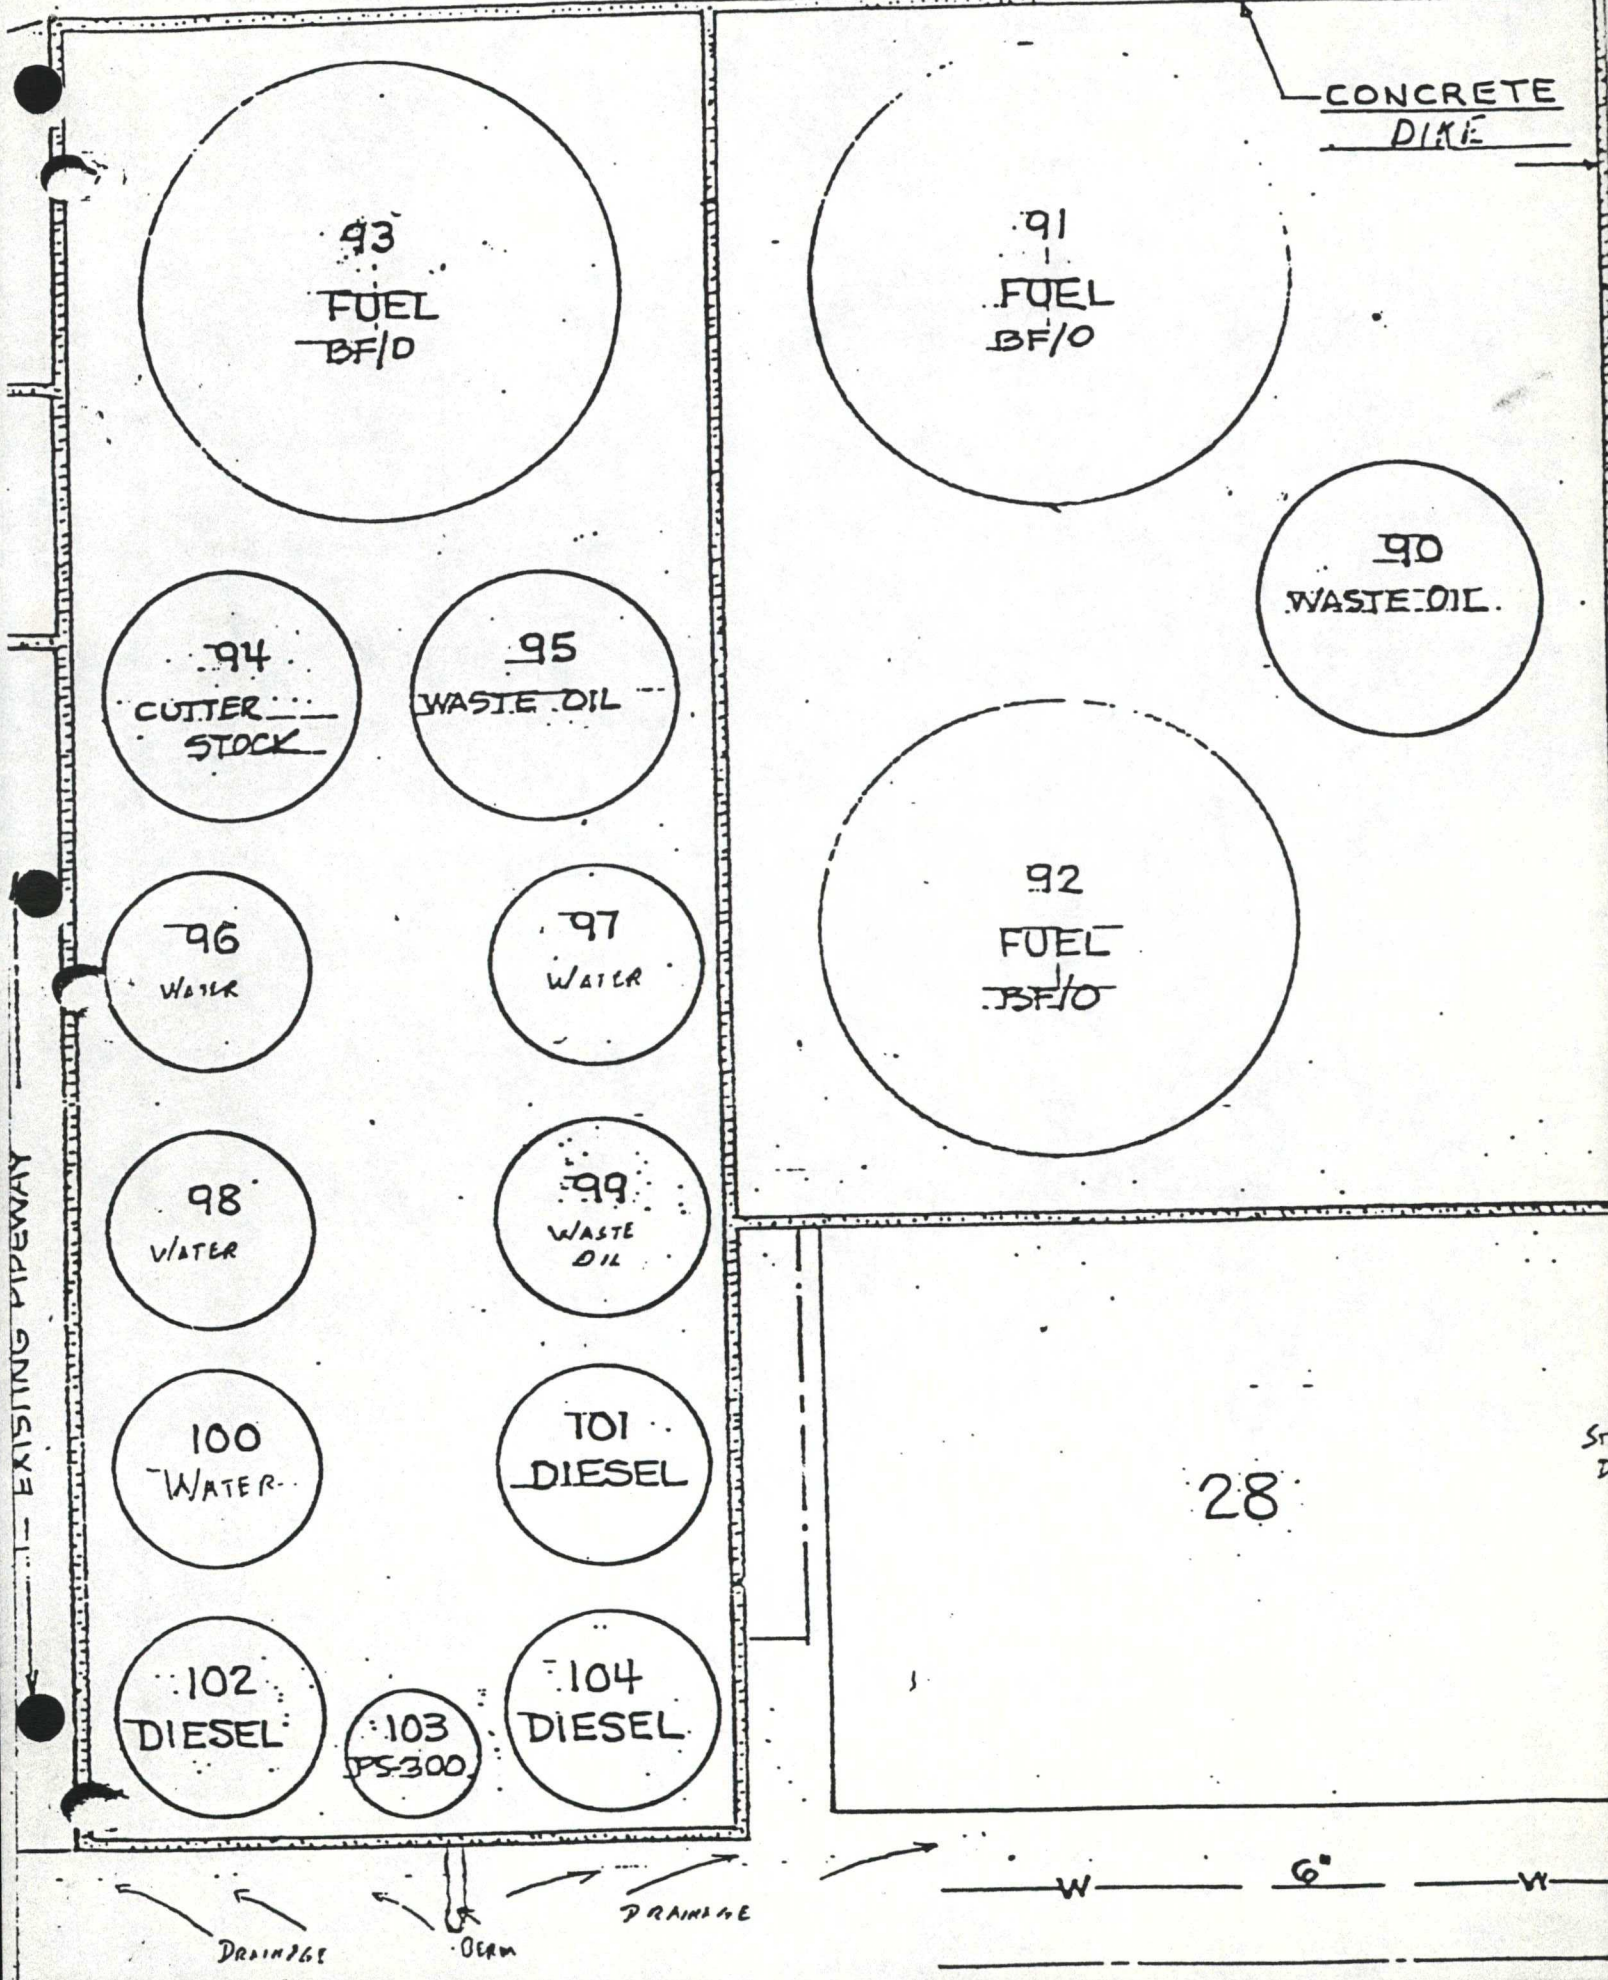 CONCRETE
DIKE
93
FUEL
BF/O
91
FUEL
BF/O
90
WASTE OIL
94
CUTTER
STOCK
95
WASTE OIL
92
FUEL
BF/O
96
WATER
97
WATER
98
WATER
99
WASTE
OIL
100
WATER
101
DIESEL
28
102
DIESEL
103
PS-300
104
DIESEL
EXISTING PIPEWAY
W 6" W
DRAINAGE
BERM
DRAINAGE